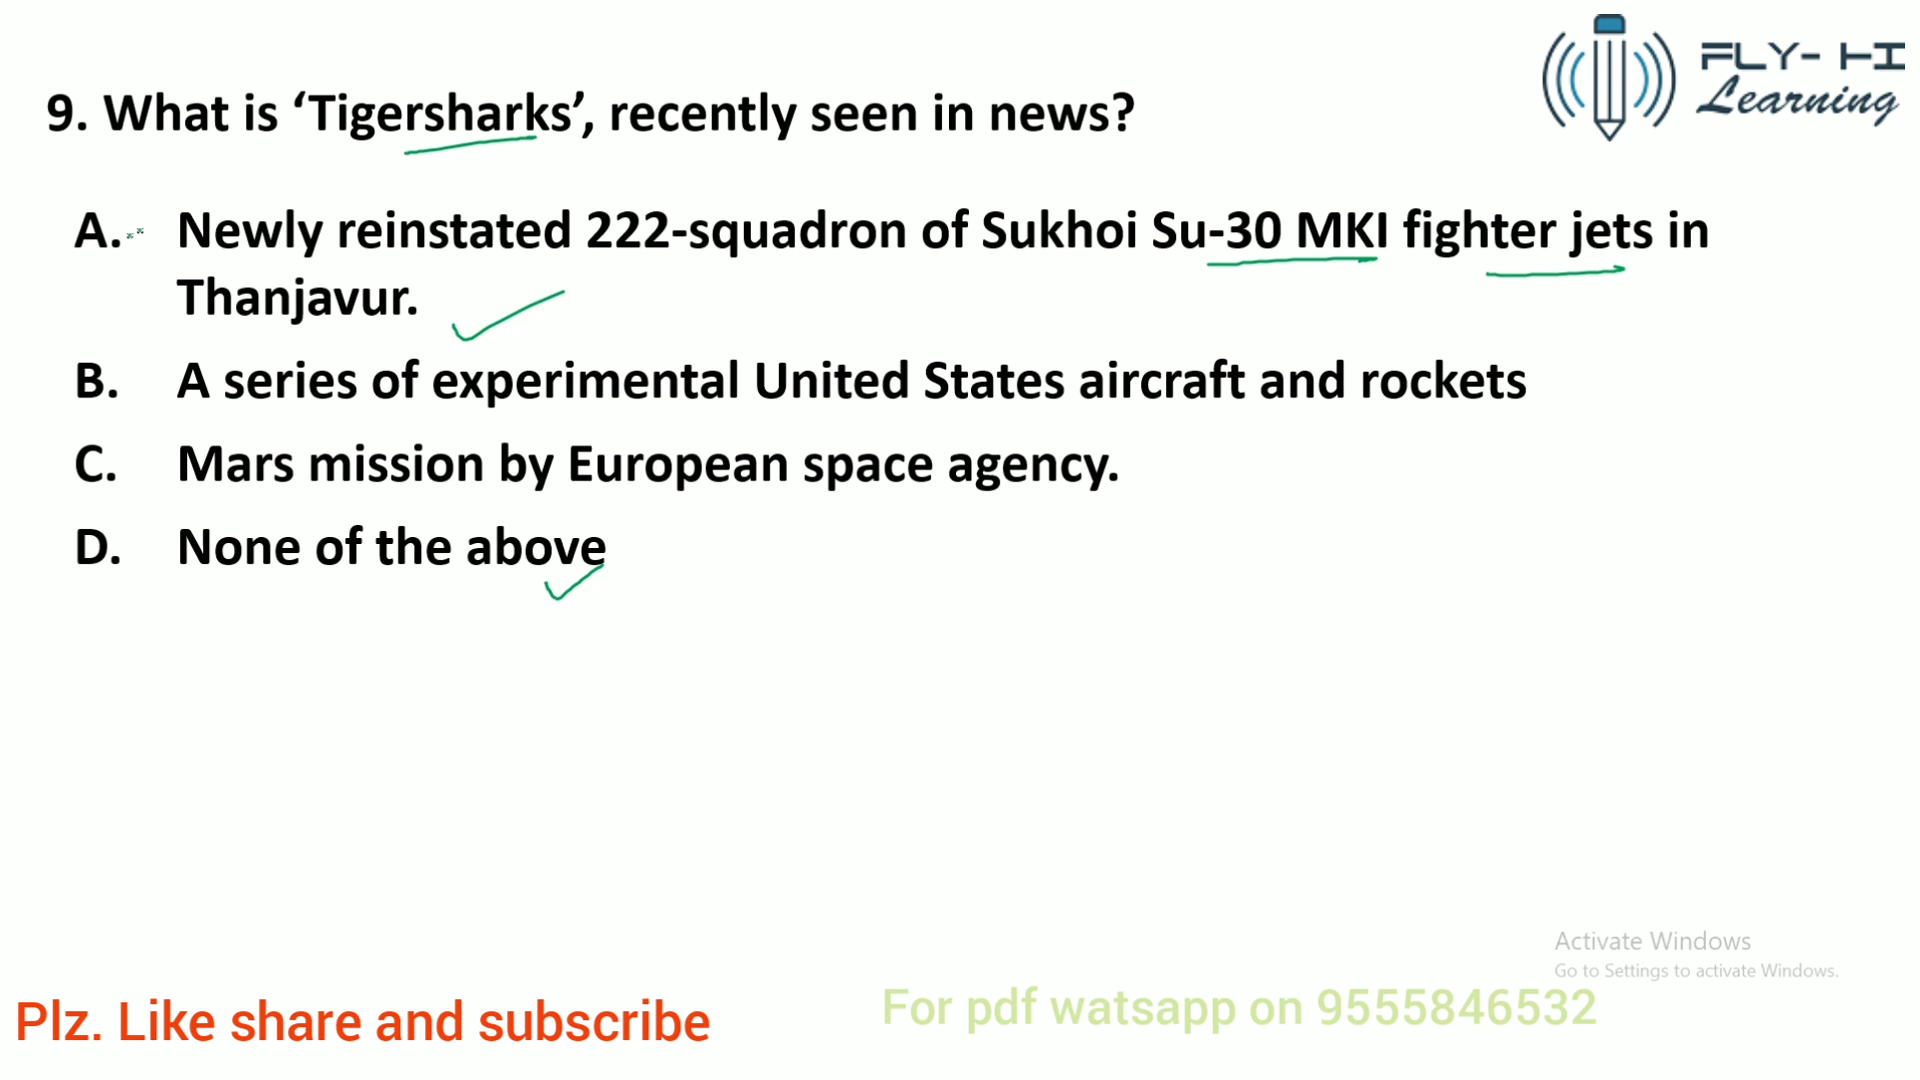 FLY-HI
Learning
9. What is ‘Tigersharks’, recently seen in news?
A. Newly reinstated 222-squadron of Sukhoi Su-30 MKI fighter jets in
Thanjavur.
B. A series of experimental United States aircraft and rockets
C. Mars mission by European space agency.
D. None of the above
Activate Windows
Go to Settings to activate Windows.
Plz. Like share and subscribe
For pdf watsapp on 9555846532